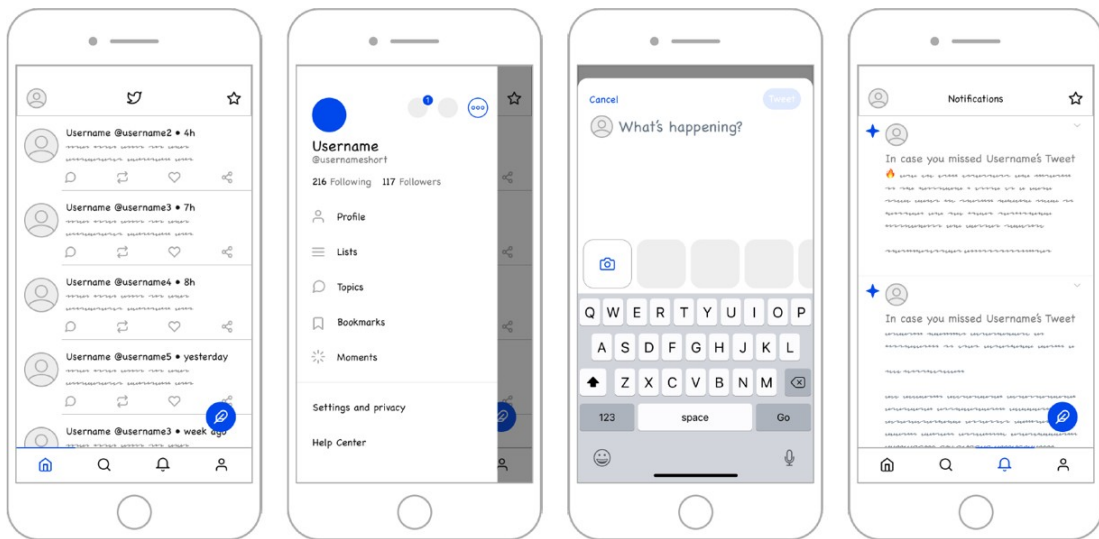 Username @username2 • 4h
Username @username3 • 7h
Username @username4 • 8h
Username @username5 • yesterday
Username @username3 • week ago
1
Username
@usernameshort
216 Following 117 Followers
Profile
Lists
Topics
Bookmarks
Moments
Settings and privacy
Help Center
Cancel
Tweet
What's happening?
Q W E R T Y U I O P
A S D F G H J K L
Z X C V B N M
123 space Go
Notifications
In case you missed Username's Tweet
In case you missed Username's Tweet